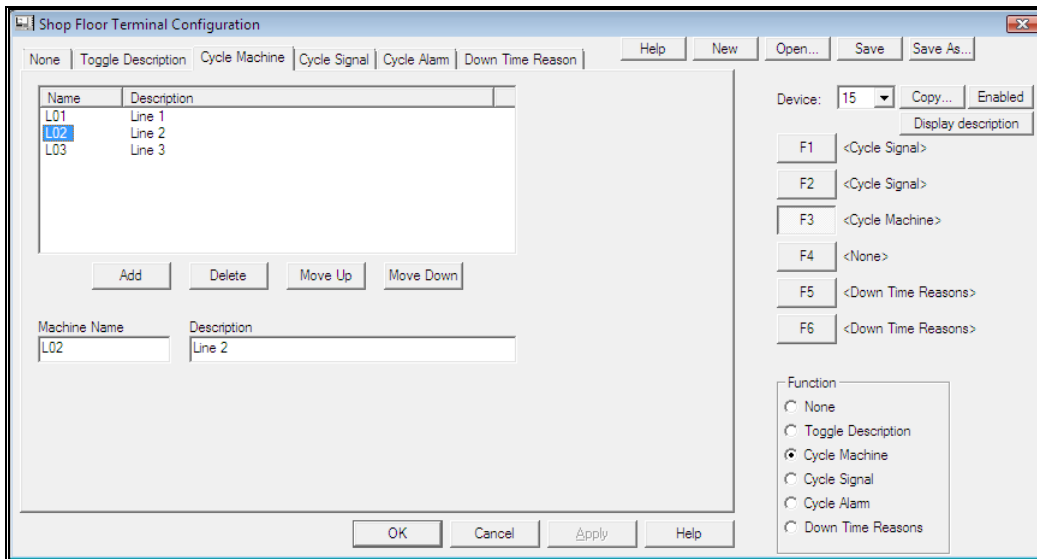 Shop Floor Terminal Configuration
None Toggle Description Cycle Machine Cycle Signal Cycle Alarm Down Time Reason
Help New Open... Save Save As...
Name Description
L01 Line 1
L02 Line 2
L03 Line 3
Add Delete Move Up Move Down
Machine Name Description
L02 Line 2
Device: 15 Copy... Enabled
Display description
F1 <Cycle Signal>
F2 <Cycle Signal>
F3 <Cycle Machine>
F4 <None>
F5 <Down Time Reasons>
F6 <Down Time Reasons>
Function
None
Toggle Description
Cycle Machine
Cycle Signal
Cycle Alarm
Down Time Reasons
OK Cancel Apply Help